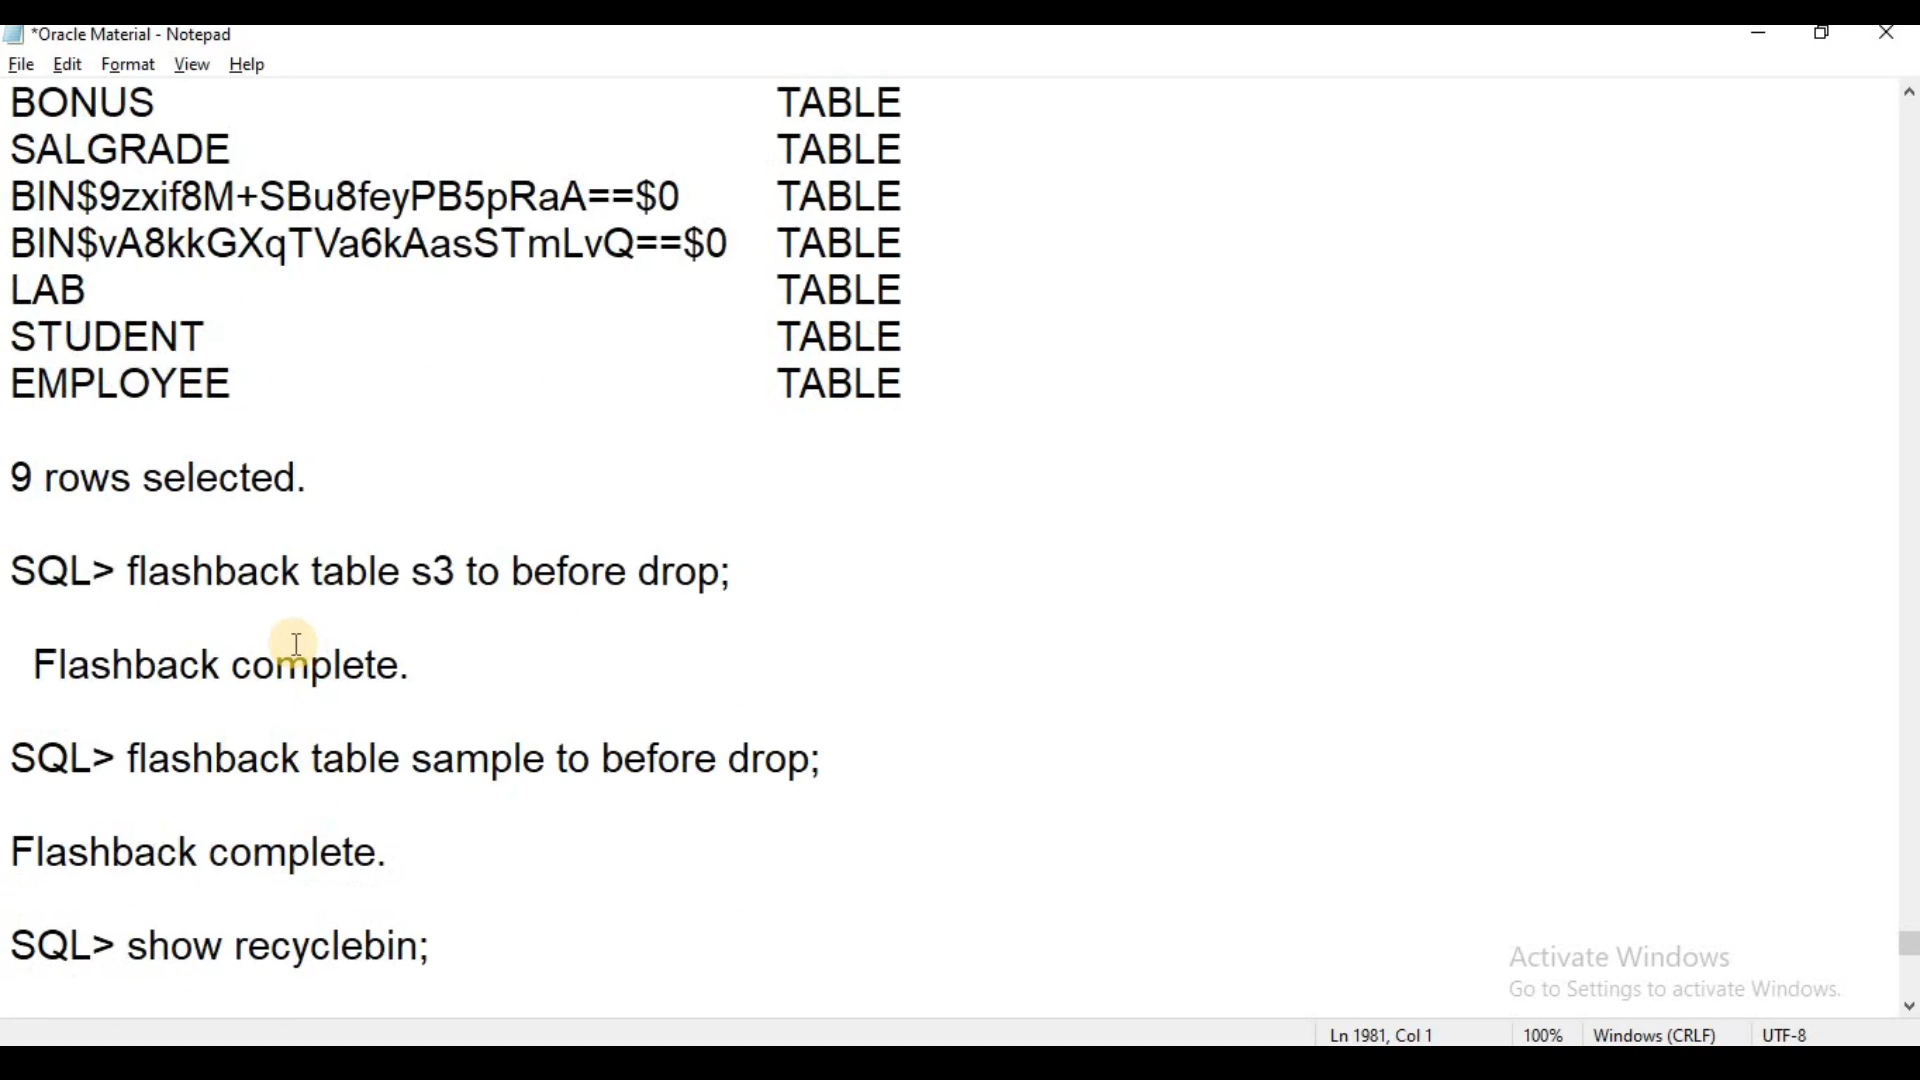 *Oracle Material - Notepad
File Edit Format View Help
BONUS TABLE
SALGRADE TABLE
BIN$9zxif8M+SBu8feyPB5pRaA==$0 TABLE
BIN$vA8kkGXqTVa6kAasSTmLvQ==$0 TABLE
LAB TABLE
STUDENT TABLE
EMPLOYEE TABLE
9 rows selected.
SQL> flashback table s3 to before drop;
Flashback complete.
SQL> flashback table sample to before drop;
Flashback complete.
SQL> show recyclebin;
Activate Windows
Go to Settings to activate Windows.
Ln 1981, Col 1 100% Windows (CRLF) UTF-8